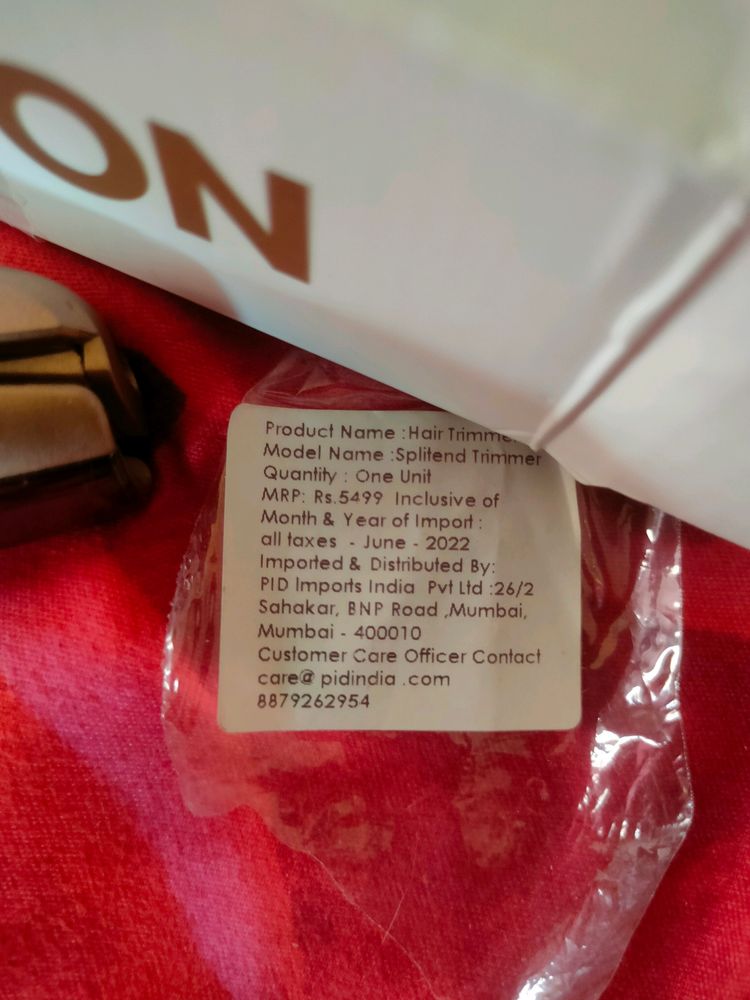 ON
Product Name :Hair Trimmer
Model Name :Splitend Trimmer
Quantity : One Unit
MRP: Rs.5499 Inclusive of
Month & Year of Import :
all taxes - June - 2022
Imported & Distributed By:
PID Imports India Pvt Ltd :26/2
Sahakar, BNP Road ,Mumbai,
Mumbai - 400010
Customer Care Officer Contact
care@ pidindia .com
8879262954